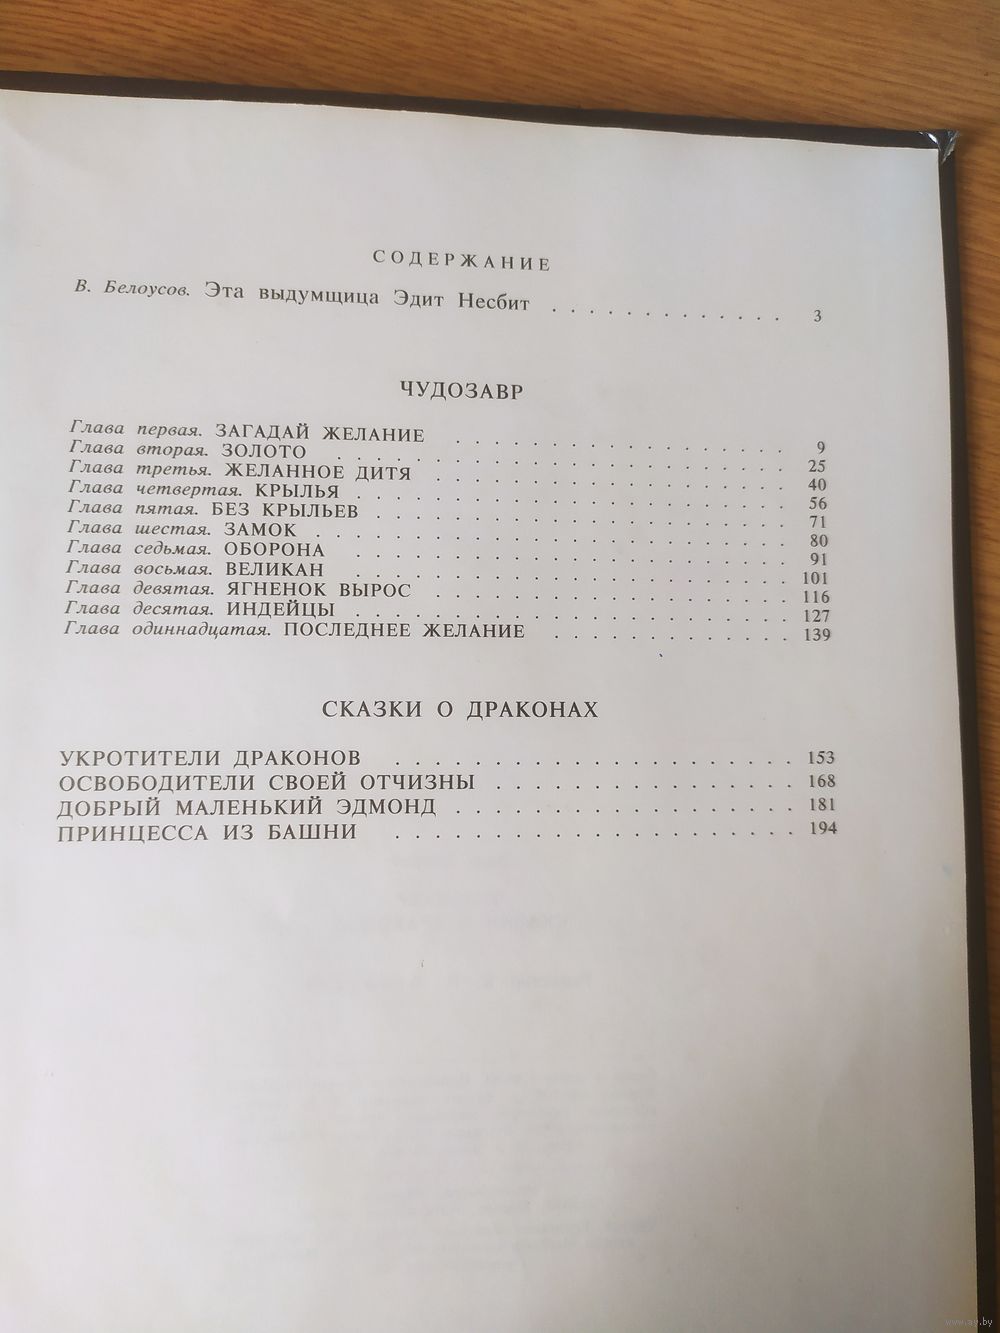 СОДЕРЖАНИЕ
В. Белоусов. Эта выдумщица Эдит Несбит . . . . . . . . . . . . . 3
ЧУДОЗАВР
Глава первая. ЗАГАДАЙ ЖЕЛАНИЕ . . . . . . . . . . . . . . . . . 9
Глава вторая. ЗОЛОТО . . . . . . . . . . . . . . . . . . . . . . . 25
Глава третья. ЖЕЛАННОЕ ДИТЯ . . . . . . . . . . . . . . . . . . 40
Глава четвертая. КРЫЛЬЯ . . . . . . . . . . . . . . . . . . . . . . 56
Глава пятая. БЕЗ КРЫЛЬЕВ . . . . . . . . . . . . . . . . . . . . . 71
Глава шестая. ЗАМОК . . . . . . . . . . . . . . . . . . . . . . . . 80
Глава седьмая. ОБОРОНА . . . . . . . . . . . . . . . . . . . . . . 91
Глава восьмая. ВЕЛИКАН . . . . . . . . . . . . . . . . . . . . . . 101
Глава девятая. ЯГНЕНОК ВЫРОС . . . . . . . . . . . . . . . . . . 116
Глава десятая. ИНДЕЙЦЫ . . . . . . . . . . . . . . . . . . . . . . 127
Глава одиннадцатая. ПОСЛЕДНЕЕ ЖЕЛАНИЕ . . . . . . . . . . . . 139
СКАЗКИ О ДРАКОНАХ
УКРОТИТЕЛИ ДРАКОНОВ . . . . . . . . . . . . . . . . . . . . 153
ОСВОБОДИТЕЛИ СВОЕЙ ОТЧИЗНЫ . . . . . . . . . . . . . . . 168
ДОБРЫЙ МАЛЕНЬКИЙ ЭДМОНД . . . . . . . . . . . . . . . . . 181
ПРИНЦЕССА ИЗ БАШНИ . . . . . . . . . . . . . . . . . . . . 194
www.ay.by